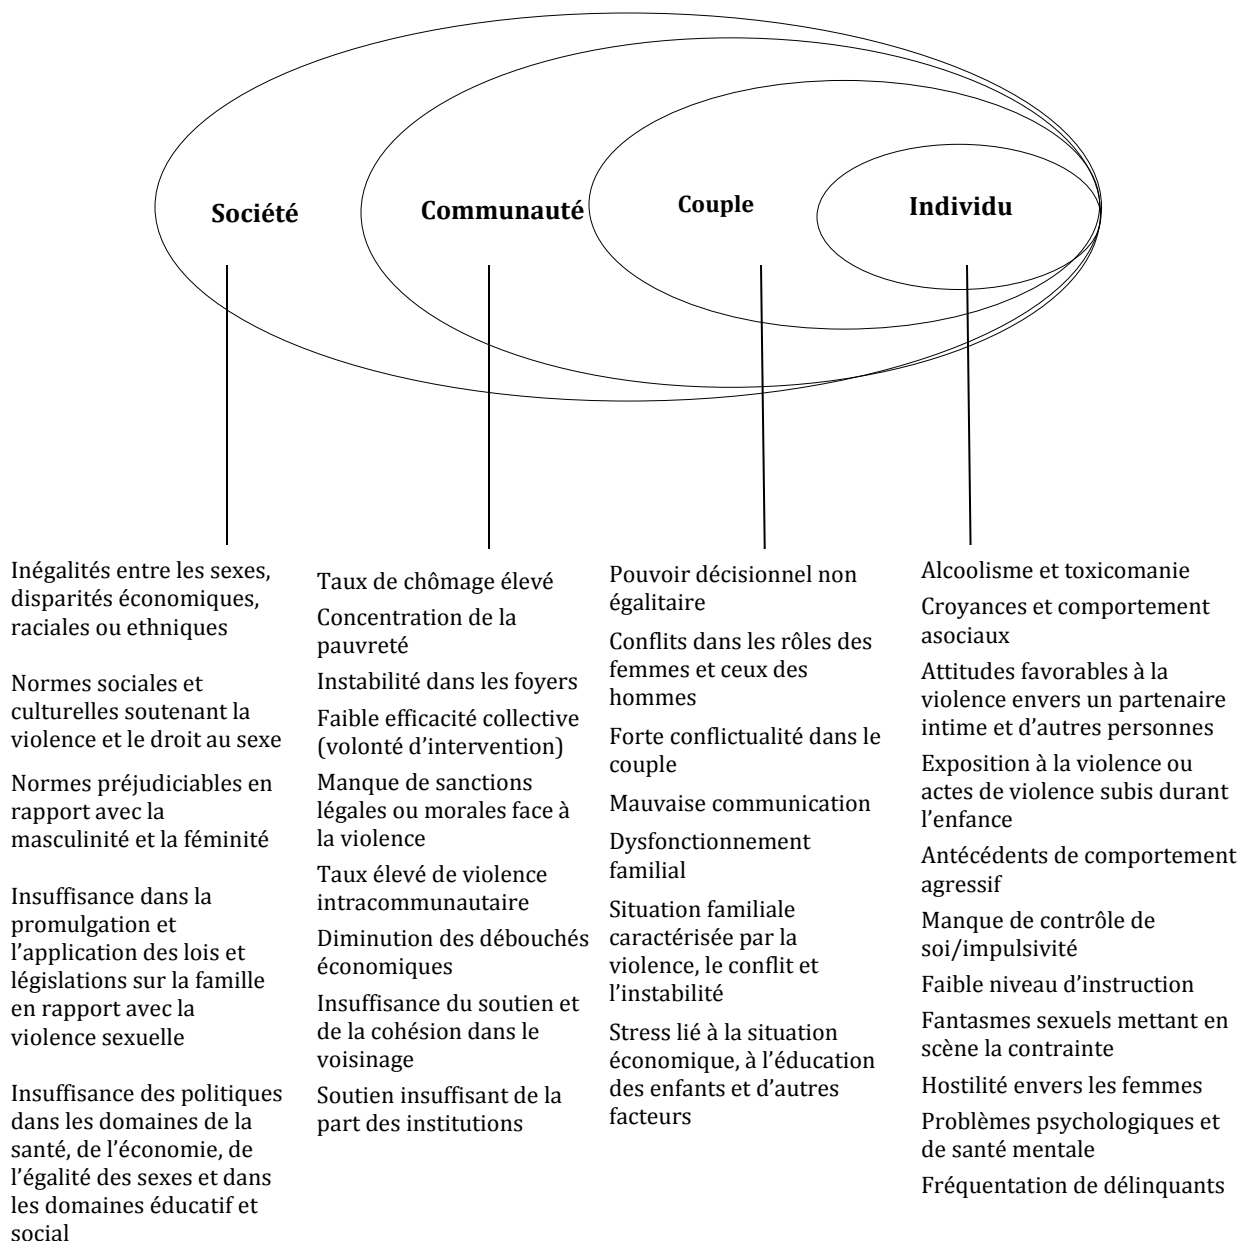 Société
Communauté
Couple
Individu
Inégalités entre les sexes,
disparités économiques,
raciales ou ethniques
Normes sociales et
culturelles soutenant la
violence et le droit au sexe
Normes préjudiciables en
rapport avec la
masculinité et la féminité
Insuffisance dans la
promulgation et
l’application des lois et
législations sur la famille
en rapport avec la
violence sexuelle
Insuffisance des politiques
dans les domaines de la
santé, de l’économie, de
l’égalité des sexes et dans
les domaines éducatif et
social
Taux de chômage élevé
Concentration de la
pauvreté
Instabilité dans les foyers
Faible efficacité collective
(volonté d’intervention)
Manque de sanctions
légales ou morales face à
la violence
Taux élevé de violence
intracommunautaire
Diminution des débouchés
économiques
Insuffisance du soutien et
de la cohésion dans le
voisinage
Soutien insuffisant de la
part des institutions
Pouvoir décisionnel non
égalitaire
Conflits dans les rôles des
femmes et ceux des
hommes
Forte conflictualité dans le
couple
Mauvaise communication
Dysfonctionnement
familial
Situation familiale
caractérisée par la
violence, le conflit et
l’instabilité
Stress lié à la situation
économique, à l’éducation
des enfants et d’autres
facteurs
Alcoolisme et toxicomanie
Croyances et comportement
asociaux
Attitudes favorables à la
violence envers un partenaire
intime et d’autres personnes
Exposition à la violence ou
actes de violence subis durant
l’enfance
Antécédents de comportement
agressif
Manque de contrôle de
soi/impulsivité
Faible niveau d’instruction
Fantasmes sexuels mettant en
scène la contrainte
Hostilité envers les femmes
Problèmes psychologiques et
de santé mentale
Fréquentation de délinquants